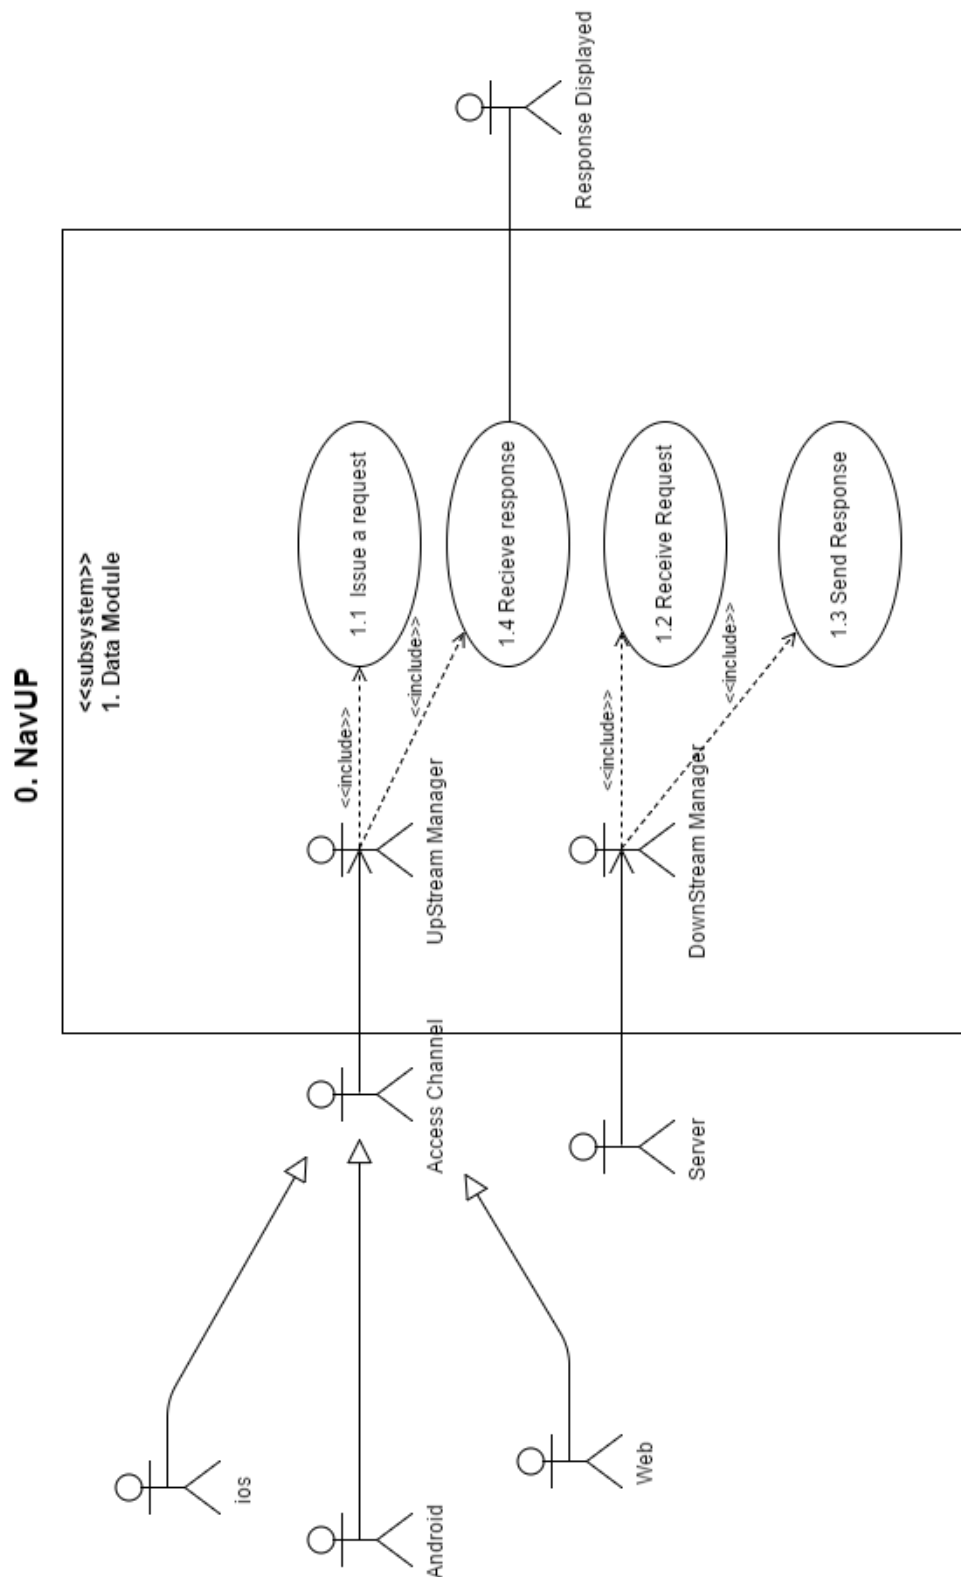 0. NavUP
<<subsystem>>
1. Data Module
ios
Android
Web
Access Channel
Server
UpStream Manager
DownStream Manager
<<include>>
<<include>>
<<include>>
<<include>>
1.1 Issue a request
1.4 Recieve response
1.2 Receive Request
1.3 Send Response
Response Displayed